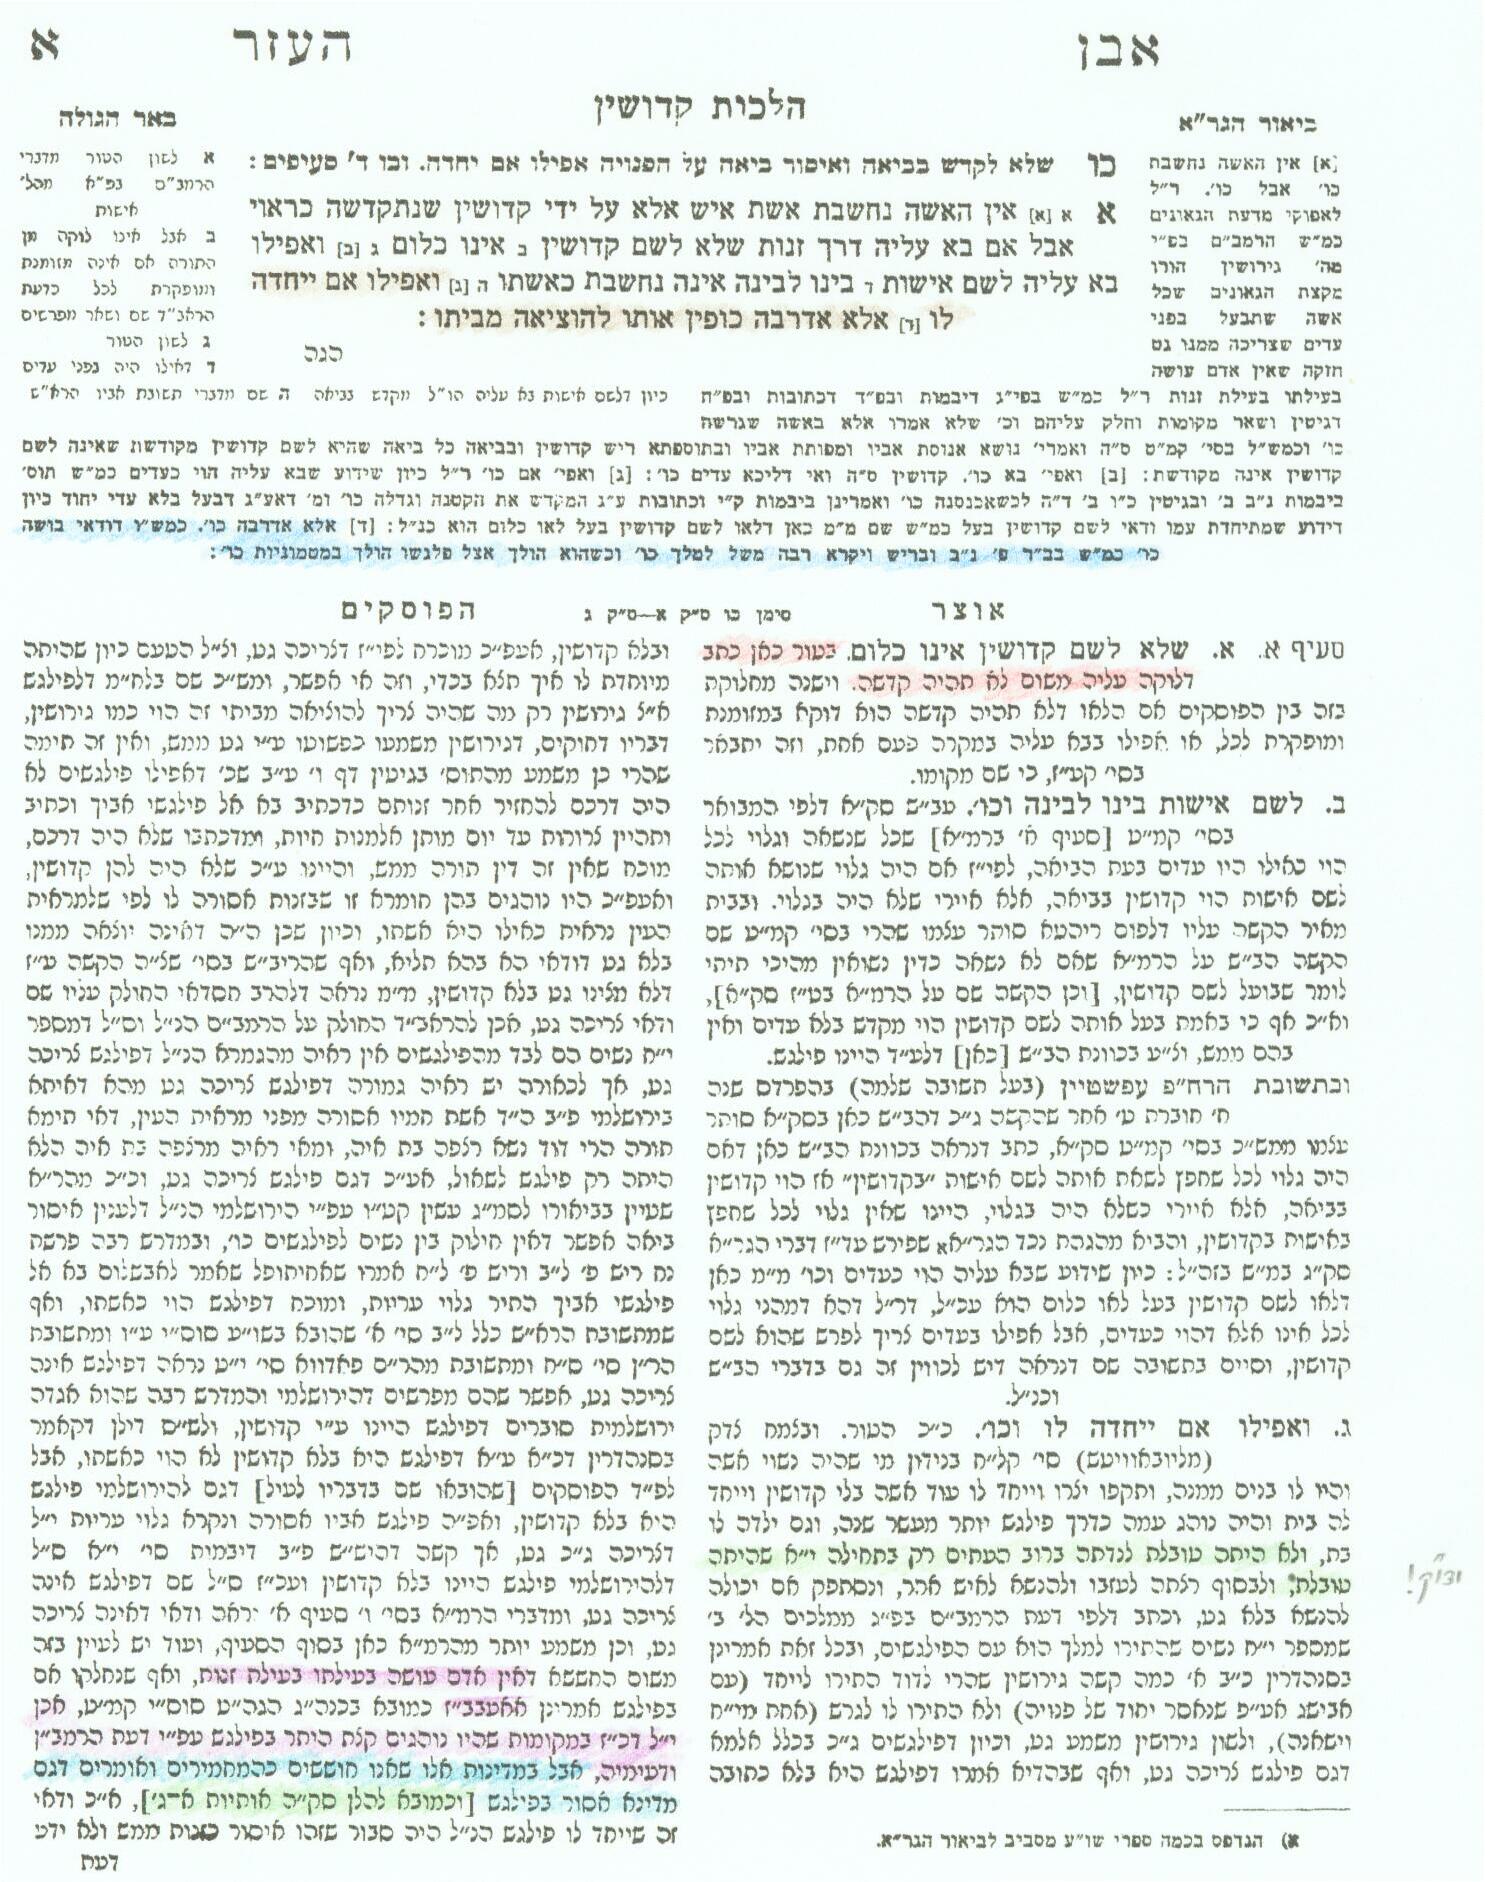 אבן העזר א
הלכות קדושין
ביאור הגר״א
[א] אין האשה נחשבת
כו׳ אבל כו׳. ר״ל
לאפוקי מדעת הגאונים
כמ״ש הרמב״ם בפ״י
מה׳ גירושין הורו
מקצת הגאונים שכל
אשה שתבעל בפני
עדים שצריכה ממנו גט
חזקה שאין אדם עושה
בעילתו בעילת זנות ר״ל כמ״ש בפי״ג דיבמות ובפ״ד דכתובות ובפ״ח
דגיטין ושאר מקומות וחלק עליהם וכ׳ שלא אמרו אלא באשה שגרשה
כו׳ וכמש״ל בסי׳ קמ״ט ס״ה ואמרי׳ נושא אנוסת אביו ומפותת אביו ובתוספתא ריש קדושין ובביאה כל ביאה שהיא לשם קדושין מקודשת שאינה לשם
קדושין אינה מקודשת: [ב] ואפי׳ בא כו׳. קדושין ס״ה ואי דליכא עדים כו׳: [ג] ואפי׳ אם כו׳ ר״ל כיון שידוע שבא עליה הוי כעדים כמ״ש תוס׳
ביבמות נ״ב ב׳ ובגיטין כ״ו ב׳ ד״ה לכשאכנסנה כו׳ ואמרינן ביבמות ק״י וכתובות ע״ג המקדש את הקטנה וגדלה כו׳ ומ׳ דאע״ג דבעל בלא עדי יחוד כיון
דידוע שמתיחדת עמו ודאי לשם קדושין בעל כמ״ש שם מ״מ כאן דלאו לשם קדושין בעל לאו כלום הוא כנ״ל: [ד] אלא אדרבה כו׳. כמש״ו דודאי בושה
כו׳ כמ״ש בב״ר פ׳ נ״ב ובריש ויקרא רבה משל למלך כו׳ וכשהוא הולך אצל פלגשו הולך במטמוניות כו׳:
כו שלא לקדש בביאה ואיסור ביאה על הפנויה אפילו אם יחדה. ובו ד׳ סעיפים:
א א [א] אין האשה נחשבת אשת איש אלא על ידי קדושין שנתקדשה כראוי
אבל אם בא עליה דרך זנות שלא לשם קדושין ב אינו כלום ג [ב] ואפילו
בא עליה לשם אישות ד בינו לבינה אינה נחשבת כאשתו ה [ג] ואפילו אם ייחדה
לו [ד] אלא אדרבה כופין אותו להוציאה מביתו:
הגה
באר הגולה
א לשון הטור מדברי
הרמב״ם בפ״א מהל׳
אישות
ב אבל אינו לוקה מן
התורה אם אינה מזומנת
ומופקרת לכל כדעת
הראב״ד שם ושאר מפרשים
ג לשון הטור
ד דאילו היה בפני עדים
כיון דלשם אישות בא עליה הו״ל מקדש בביאה ה שם מדברי תשובת אביו הרא״ש
אוצר סימן כו ס״ק א—ס״ק ג הפוסקים
סעיף א. א. שלא לשם קדושין אינו כלום. בטור כאן כתב
דלוקה עליה משום לא תהיה קדשה. וישנה מחלוקת
בזה בין הפוסקים אם הלאו דלא תהיה קדשה הוא דוקא במזומנת
ומופקרת לכל, או אפילו בבא עליה במקרה פעם אחת, וזה יתבאר
בסי׳ קע״ז, כי שם מקומו.
ב. לשם אישות בינו לבינה וכו׳. עב״ש סק״א דלפי המבואר
בסי׳ קמ״ט [סעיף א׳ ברמ״א] שכל שנשאה וגלוי לכל
הוי כאילו היו עדים בעת הביאה, לפי״ז אם היה גלוי שנושא אותה
לשם אישות הוי קדושין בביאה, אלא איירי שלא היה בגלוי. ובבית
מאיר הקשה עליו דלפום ריהטא סותר עלמו שהרי בסי׳ קמ״ט שם
הקשה הב״ש על הרמ״א שאם לא נשאה כדין נשואין מהיכי תיתי
לומר שבועל לשם קדושין, [וכן הקשה שם על הרמ״א בט״ז סק״א],
וא״כ אף כי באמת בעל אותה לשם קדושין הוי מקדש בלא עדים ואין
בהם ממש, וצ״ע בכוונת הב״ש [כאן] דלע״ד היינו פילגש.
ובתשובת הרח״פ עפשטיין (בעל תשובה שלמה) בהפרדס שנה
ח׳ חוברת ט׳ אחר שהקשה ג״כ דהב״ש כאן בסק״א סותר
עצמו ממש״כ בסי׳ קמ״ט סק״א, כתב דנראה בכוונת הב״ש כאן דאם
היה גלוי לכל שחפץ לשאת אותה לשם אישות ״בקדושין״ אז הוי קדושין
בביאה, אלא איירי כשלא היה בגלוי, היינו שאין גלוי לכל שחפץ
באישות בקדושין, והביא מהגהת נכד הגר״א א שפירש עד״ז דברי הגר״א
סק״ג במ״ש בזה״ל: כיון שידוע שבא עליה הוי כעדים וכו׳ מ״מ כאן
דלאו לשם קדושין בעל לאו כלום הוא עכ״ל, דר״ל דהא דמהני גלוי
לכל אינו אלא דהוי כעדים, אבל אפילו בעדים צריך לפרש שהוא לשם
קדושין, וסיים בתשובה שם דנראה דיש לכווין זה גם בדברי הב״ש
וכנ״ל.
ג. ואפילו אם ייחדה לו וכו׳. כ״כ הטור. ובצמח צדק
(מליובאוויטש) סי׳ קל״ח בנידון מי שהיה נשוי אשה
והיו לו בנים ממנה, ותקפו יצרו וייחד לו עוד אשה בלי קדושין וייחד
לה בית והיה נוהג עמה כדרך פילגש יותר מעשר שנה, וגם ילדה לו
בת, ולא היתה טובלת לנדתה ברוב העתים רק בתחילה י״א שהיתה
טובלת; ולבסוף רצתה לעזבו ולהנשא לאיש אחר, ונסתפק אם יכולה
להנשא בלא גט, וכתב דלפי דעת הרמב״ם בפ״ג ממלכים הל׳ ב׳
שמספר י״ח נשים שהתירו למלך הוא עם הפילגשים, ובכל זאת אמרינן
בסנהדרין כ״ב א׳ כמה קשה גירושין שהרי לדוד התירו לייחד (עם
אבישג אע״פ שנאסר יחוד של פנויה) ולא התירו לו לגרש (אחת מי״ח
וישאנה), ולשון גירושין משמע גט, וכיון דפילגשים ג״כ בכלל אלמא
דגם פילגש צריכה גט, ואף שבהדיא אמרו דפילגש היא בלא כתובה
א) הנדפס בכמה ספרי שו״ע מסביב לביאור הגר״א.
ובלא קדושין, אעפ״כ מוכרח לפי״ז דצריכה גט, וצ״ל הטעם כיון שהיתה
מיוחדת לו איך תצא בכדי, וזה אי אפשר, ומש״כ שם בלח״מ דלפילגש
א״צ גירושין רק מה שהיה צריך להוציאה מביתו זה הוי כמו גירושין,
דבריו דחוקים, דגירושין משמעו כפשוטו ע״י גט ממש, ואין זה תימה
שהרי כן משמע מהתוס׳ בגיטין דף ו׳ ע״ב שכ׳ דאפילו פילגשים לא
היה דרכם להחזיר אחר זנותם כדכתיב בא אל פילגשי אביך וכתיב
ותהיין צרורות עד יום מותן אלמנות חיות, ומדכתבו שלא היה דרכם,
מוכח שאין זה דין תורה ממש, והיינו ע״כ שלא היה להן קדושין,
ואעפ״כ היו נוהגים בהן חומרא זו שבזנות אסורה לו לפי שלמראית
העין נראית כאילו היא אשתו, וכיון שכן ה״ה דאינה יוצאה ממנו
בלא גט דודאי הא בהא תליא, ואף שהריב״ש בסי׳ שצ״ה הקשה ע״ז
דלא מצינו גט בלא קדושין, מ״מ נראה דלהרב חסדאי החולק עליו שם
ודאי צריכה גט, אכן להראב״ד החולק על הרמב״ם הנ״ל וס״ל דמספר
י״ח נשים הם לבד מהפילגשים אין ראיה מהגמרא הנ״ל דפילגש צריכה
גט, אך לכאורה יש ראיה גמורה דפילגש צריכה גט מהא דאיתא
בירושלמי פ״ב ה״ד אשת חמיו אסורה מפני מראית העין, דאי תימא
תורה הרי דוד נשא רצפה בת איה, ומאי ראיה מרצפה בת איה הלא
היתה רק פילגש לשאול, אע״כ דגם פילגש צריכה גט, וכ״כ מהר״א
שעיין בביאורו לסמ״ג עשין קט״ו עפ״י הירושלמי הנ״ל דלענין איסור
ביאה אפשר דאין חילוק בין נשים לפילגשים כו׳, ובמדרש רבה פרשת
נח ריש פ׳ ל״ב וריש פ׳ ל״ח אמרו שאחיתופל שאמר לאבשלום בא אל
פילגשי אביך התיר גלוי עריות, ומוכח דפילגש הוי כאשתו, ואף
שמתשובת הרא״ש כלל ל״ב סי׳ א׳ שהובא בשו״ע סוס״י ע״ו ומתשובת
הר״ן סי׳ ס״ח ומתשובת מהר״ם פאדווא סי׳ י״ט נראה דפילגש אינה
צריכה גט, אפשר שהם מפרשים דהירושלמי והמדרש רבה שהוא אגדה
ירושלמית סוברים דפילגש היינו ע״י קדושין, ולש״ס דילן דקאמר
בסנהדרין דכ״א ע״א דפילגש היא בלא קדושין לא הוי כאשתו, אבל
לפ״ד הפוסקים [שהובאו שם בדבריו לעיל] דגם להירושלמי פילגש
היא בלא קדושין, ואפ״ה פילגש אביו אסורה ונקרא גלוי עריות י״ל
דצריכה ג״כ גט, אך קשה דהיש״ש פ״ב דיבמות סי׳ י״א ס״ל
דלהירושלמי פילגש היינו בלא קדושין ועכ״ז ס״ל שם דפילגש אינה
צריכה גט, ומדברי הרמ״א בסי׳ ו׳ סעיף א׳ יראה ודאי דאינה צריכה
גט, וכן משמע יותר מהרמ״א כאן בסוף הסעיף, ועוד יש לעיין בזה
משום החששא דאין אדם עושה בעילתו בעילת זנות, ואף שנחלקו אם
בפילגש אמרינן אאעבב״ז כמובא בכנה״ג הגה״ט סוס״י קמ״ט, אכן
י״ל דכ״ז במקומות שהיו נוהגים קצת היתר בפילגש עפ״י דעת הרמב״ן
ודעימיה, אבל במדינות אלו שאנו חוששים כהמחמירים ואומרים דגם
מדינא אסור בפילגש [וכמובא להלן סק״ה אותיות א־ג׳], א״כ ודאי
זה שייחד לו פילגש הנ״ל היה סבור שזהו איסור זנות ממש ולא ידע
דעת